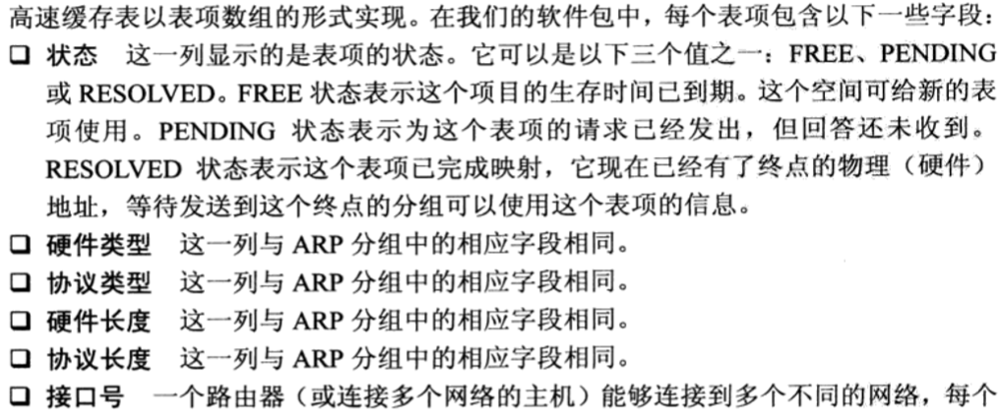 高速缓存表以表项数组的形式实现。在我们的软件包中，每个表项包含以下一些字段：
❑ 状态 这一列显示的是表项的状态。它可以是以下三个值之一：FREE、PENDING
或 RESOLVED。FREE 状态表示这个项目的生存时间已到期。这个空间可给新的表
项使用。PENDING 状态表示为这个表项的请求已经发出，但回答还未收到。
RESOLVED 状态表示这个表项已完成映射，它现在已经有了终点的物理（硬件）
地址，等待发送到这个终点的分组可以使用这个表项的信息。
❑ 硬件类型 这一列与 ARP 分组中的相应字段相同。
❑ 协议类型 这一列与 ARP 分组中的相应字段相同。
❑ 硬件长度 这一列与 ARP 分组中的相应字段相同。
❑ 协议长度 这一列与 ARP 分组中的相应字段相同。
❑ 接口号 一个路由器（或连接多个网络的主机）能够连接到多个不同的网络，每个